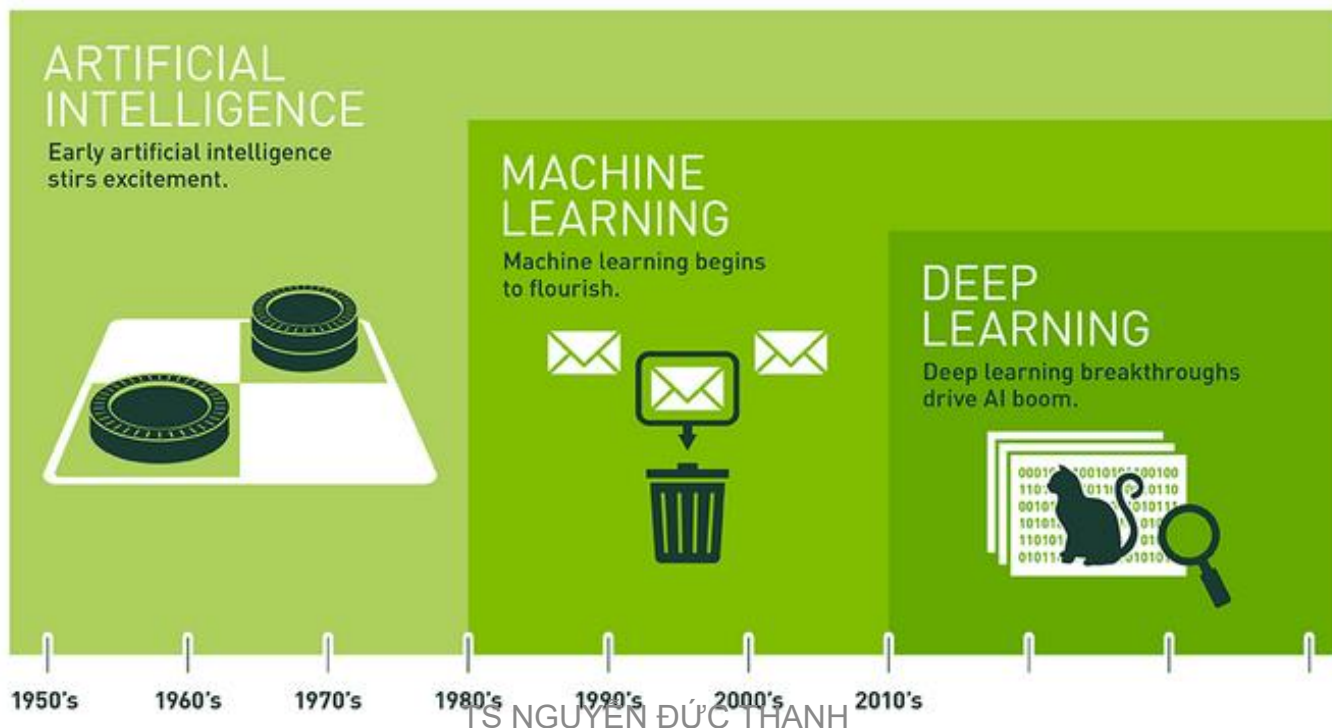 ARTIFICIAL
INTELLIGENCE
Early artificial intelligence
stirs excitement.
MACHINE
LEARNING
Machine learning begins
to flourish.
DEEP
LEARNING
Deep learning breakthroughs
drive AI boom.
1950's 1960's 1970's 1980's 1990's 2000's 2010's
TS NGUYỄN ĐỨC THANH